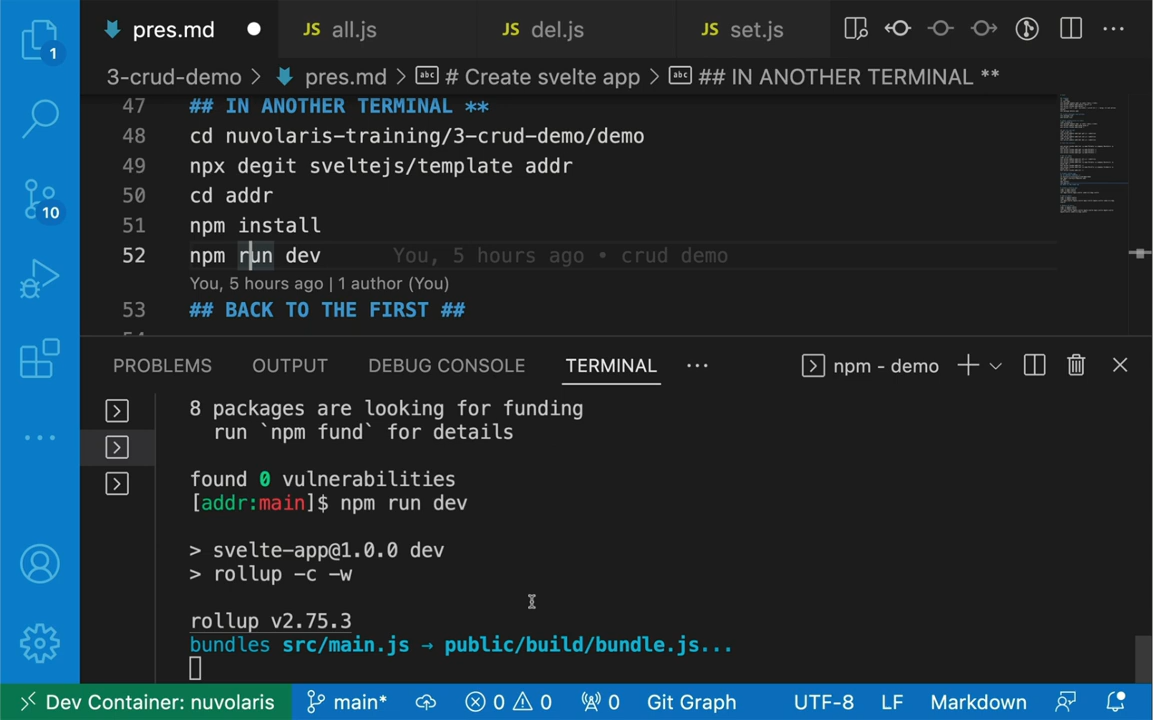 1
pres.md
JS all.js
JS del.js
JS set.js
3-crud-demo > pres.md > abc # Create svelte app > abc ## IN ANOTHER TERMINAL **
47 ## IN ANOTHER TERMINAL **
48 cd nuvolaris-training/3-crud-demo/demo
49 npx degit sveltejs/template addr
50 cd addr
51 npm install
52 npm run dev You, 5 hours ago • crud demo
You, 5 hours ago | 1 author (You)
53 ## BACK TO THE FIRST ##
10
PROBLEMS OUTPUT DEBUG CONSOLE TERMINAL ... npm - demo
8 packages are looking for funding
run `npm fund` for details
found 0 vulnerabilities
[addr:main]$ npm run dev
> svelte-app@1.0.0 dev
> rollup -c -w
rollup v2.75.3
bundles src/main.js → public/build/bundle.js...
Dev Container: nuvolaris main* 0 0 0 Git Graph UTF-8 LF Markdown